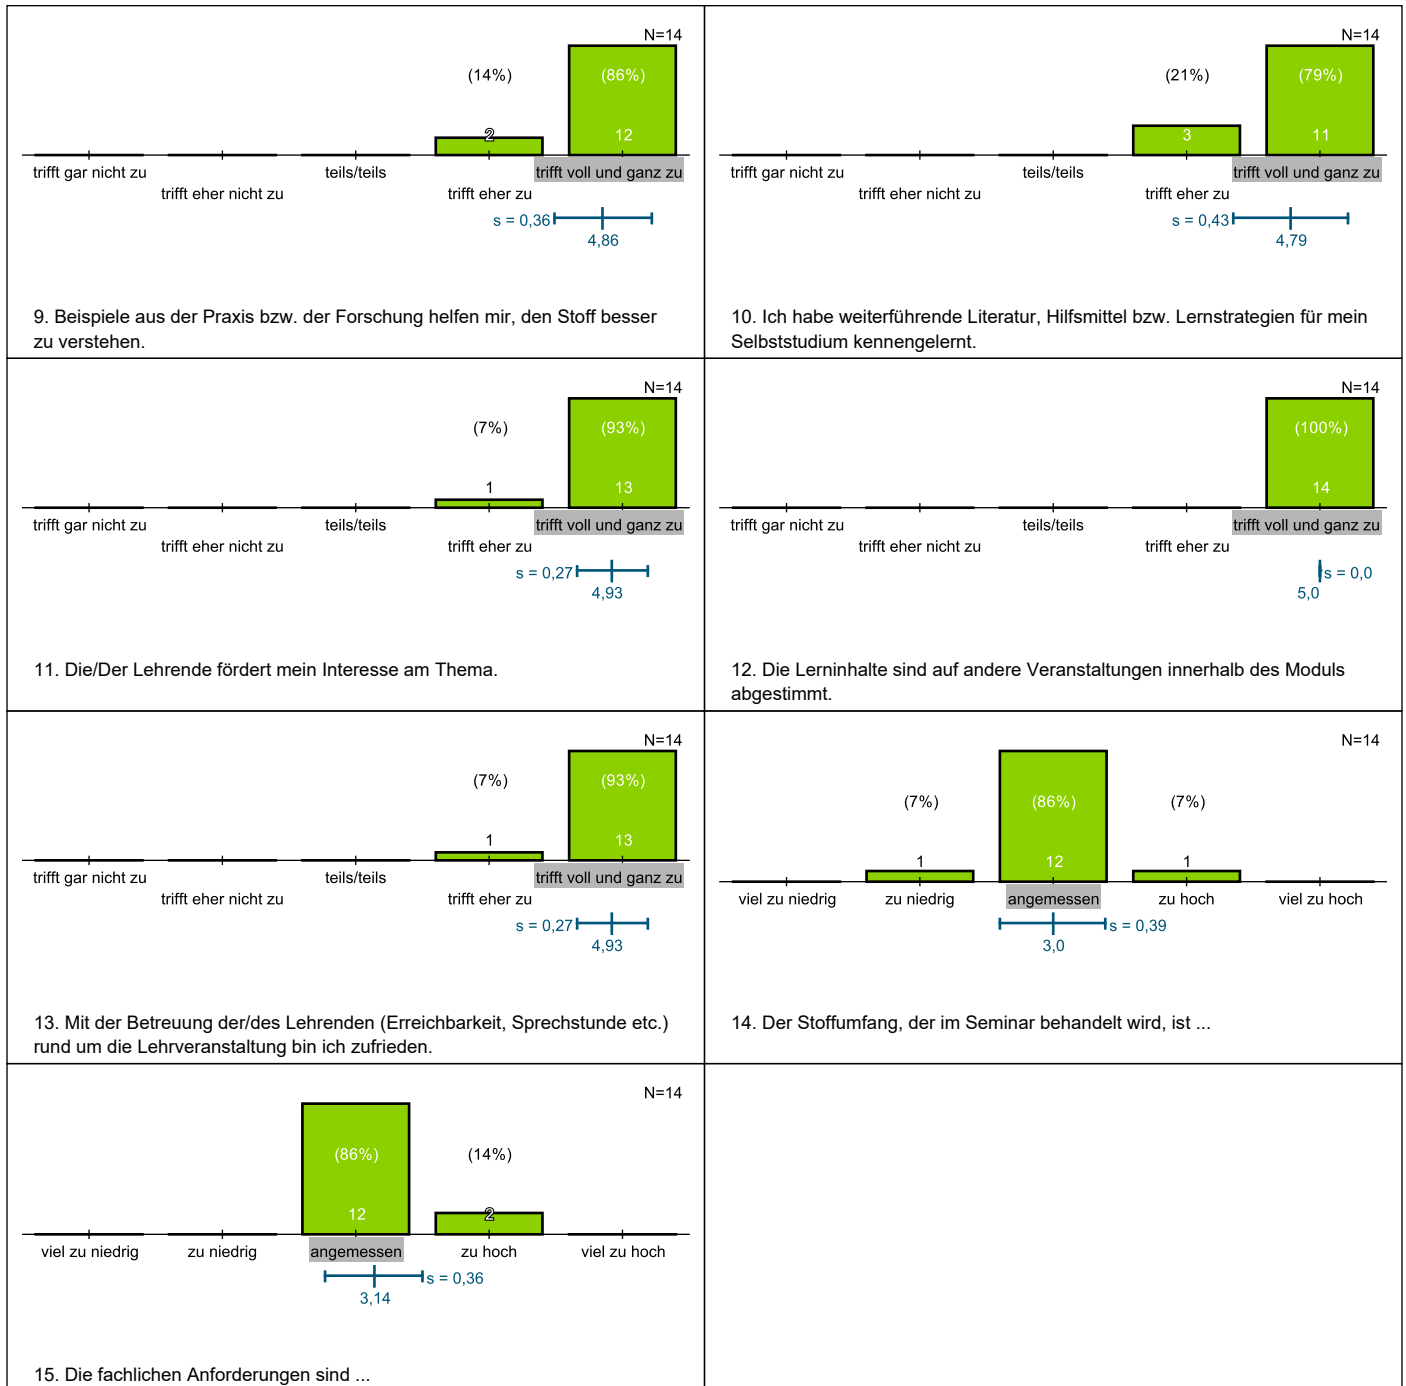 N=14
(14%)
(86%)
2
12
trifft gar nicht zu
teils/teils
trifft voll und ganz zu
trifft eher nicht zu
trifft eher zu
s = 0,36
4,86
9. Beispiele aus der Praxis bzw. der Forschung helfen mir, den Stoff besser
zu verstehen.
N=14
(21%)
(79%)
3
11
trifft gar nicht zu
teils/teils
trifft voll und ganz zu
trifft eher nicht zu
trifft eher zu
s = 0,43
4,79
10. Ich habe weiterführende Literatur, Hilfsmittel bzw. Lernstrategien für mein
Selbststudium kennengelernt.
N=14
(7%)
(93%)
1
13
trifft gar nicht zu
teils/teils
trifft voll und ganz zu
trifft eher nicht zu
trifft eher zu
s = 0,27
4,93
11. Die/Der Lehrende fördert mein Interesse am Thema.
N=14
(100%)
14
trifft gar nicht zu
teils/teils
trifft voll und ganz zu
trifft eher nicht zu
trifft eher zu
s = 0,0
5,0
12. Die Lerninhalte sind auf andere Veranstaltungen innerhalb des Moduls
abgestimmt.
N=14
(7%)
(93%)
1
13
trifft gar nicht zu
teils/teils
trifft voll und ganz zu
trifft eher nicht zu
trifft eher zu
s = 0,27
4,93
13. Mit der Betreuung der/des Lehrenden (Erreichbarkeit, Sprechstunde etc.)
rund um die Lehrveranstaltung bin ich zufrieden.
N=14
(7%)
(86%)
(7%)
1
12
1
viel zu niedrig
zu niedrig
angemessen
zu hoch
viel zu hoch
s = 0,39
3,0
14. Der Stoffumfang, der im Seminar behandelt wird, ist ...
N=14
(86%)
(14%)
12
2
viel zu niedrig
zu niedrig
angemessen
zu hoch
viel zu hoch
s = 0,36
3,14
15. Die fachlichen Anforderungen sind ...